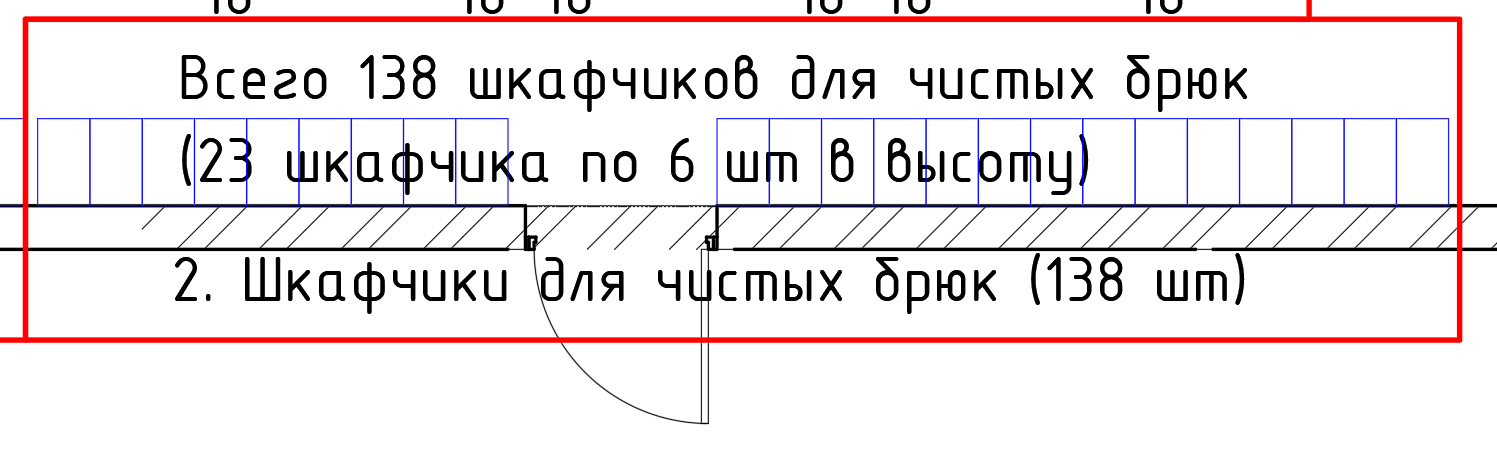 Всего 138 шкафчиков для чистых брюк
(23 шкафчика по 6 шт в высоту)
2. Шкафчики для чистых брюк (138 шт)